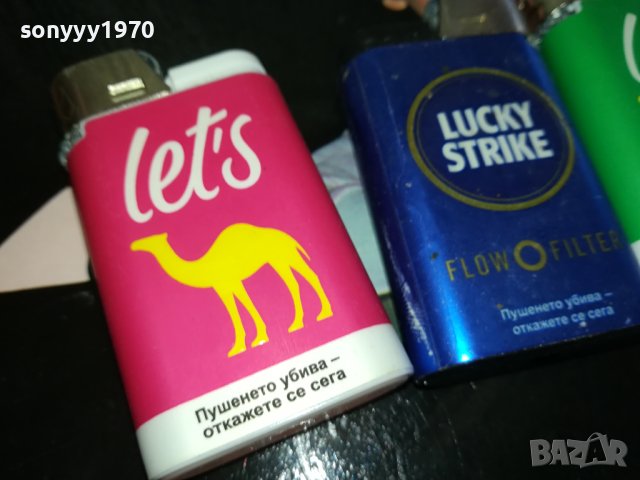 sonyyy1970
let's
Пушенето убива –
откажете се сега
LUCKY
STRIKE
FLOW FILTER
Пушенето убива –
откажете се сега
BAZAR